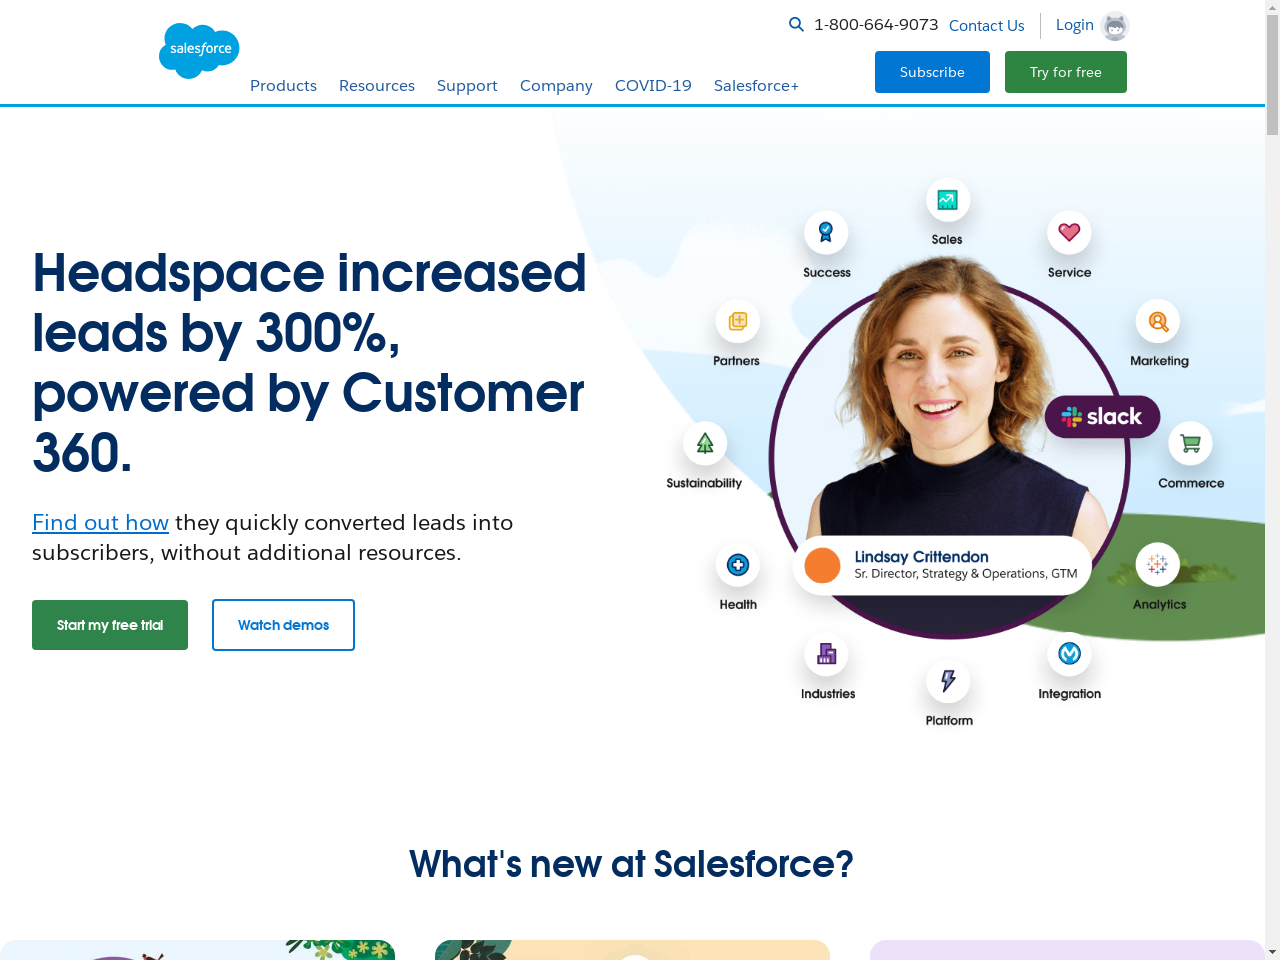 salesforce
1-800-664-9073 Contact Us Login
Products Resources Support Company COVID-19 Salesforce+
Subscribe Try for free
Headspace increased
leads by 300%,
powered by Customer
360.
Find out how they quickly converted leads into
subscribers, without additional resources.
Start my free trial Watch demos
Sales
Success
Service
Partners
Marketing
slack
Sustainability
Commerce
Lindsay Crittendon
Sr. Director, Strategy & Operations, GTM
Health
Analytics
Industries
Integration
Platform
What's new at Salesforce?